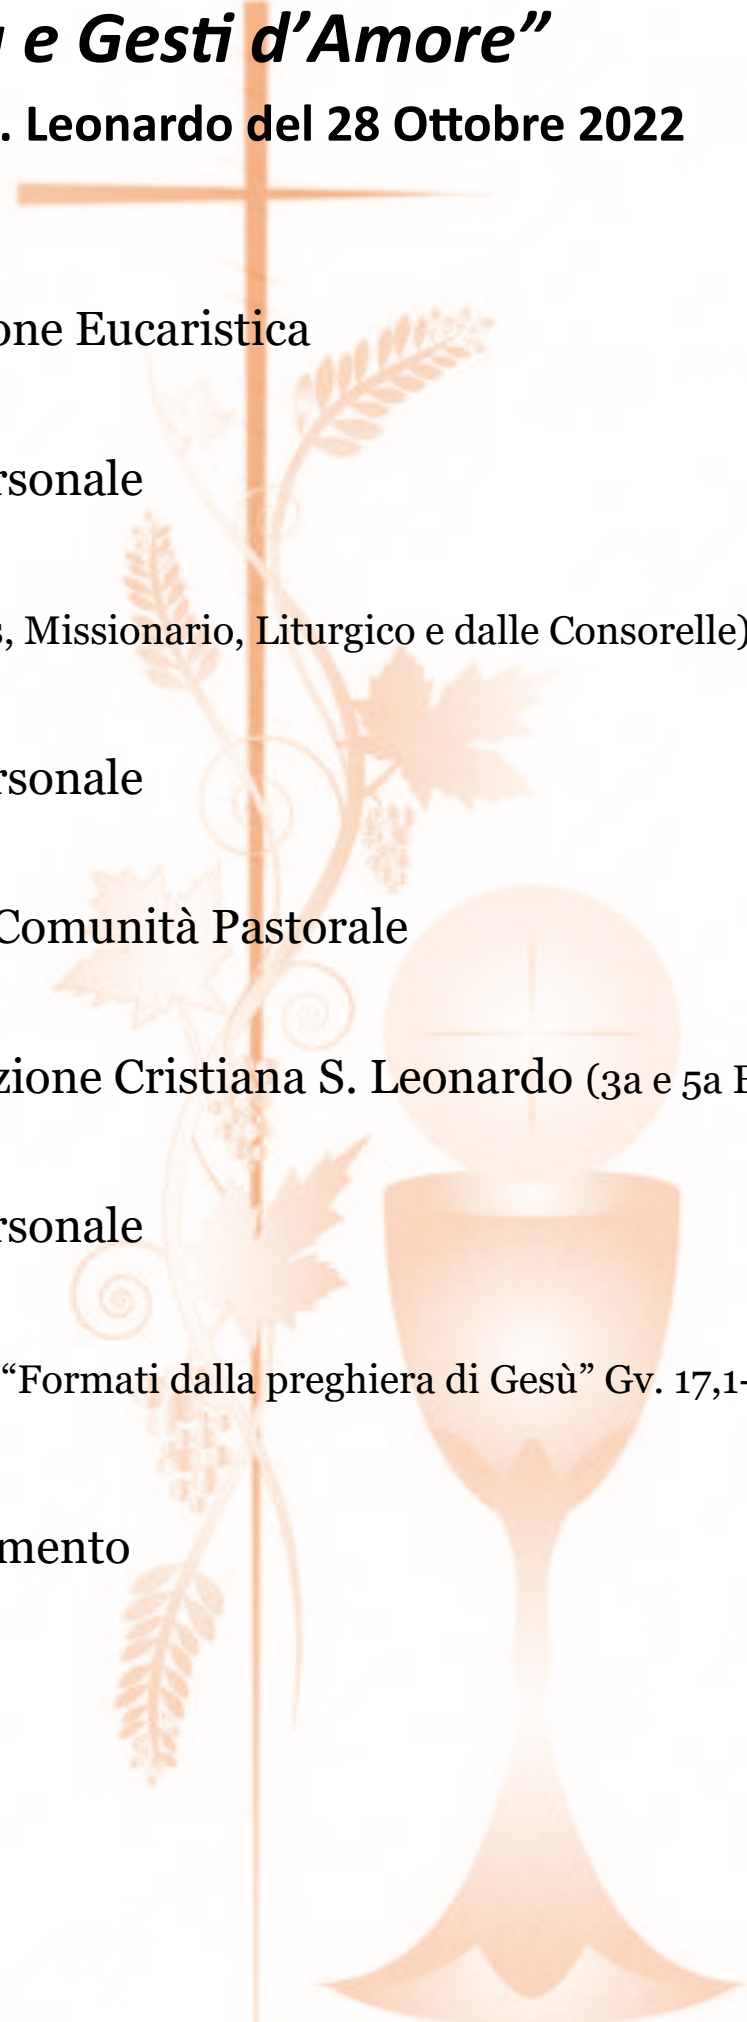 e Gesti d’Amore”
. Leonardo del 28 Ottobre 2022
one Eucaristica
rsonale
s, Missionario, Liturgico e dalle Consorelle)
rsonale
Comunità Pastorale
zione Cristiana S. Leonardo (3a e 5a
rsonale
“Formati dalla preghiera di Gesù” Gv. 17,1-
mento